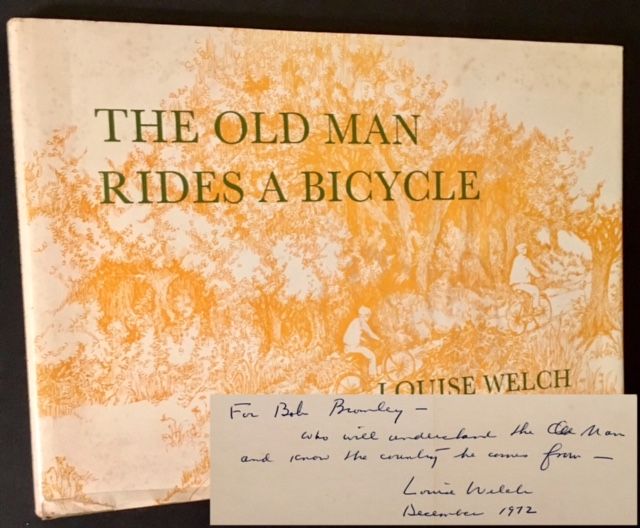 THE OLD MAN
RIDES A BICYCLE
LOUISE WELCH
For Bob Bromley —
who will understand the Old Man
and know the country he comes from —
Louise Welch
December 1972